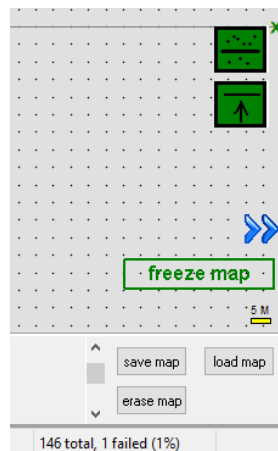 freeze map
5 M
save map load map
erase map
146 total, 1 failed (1%)